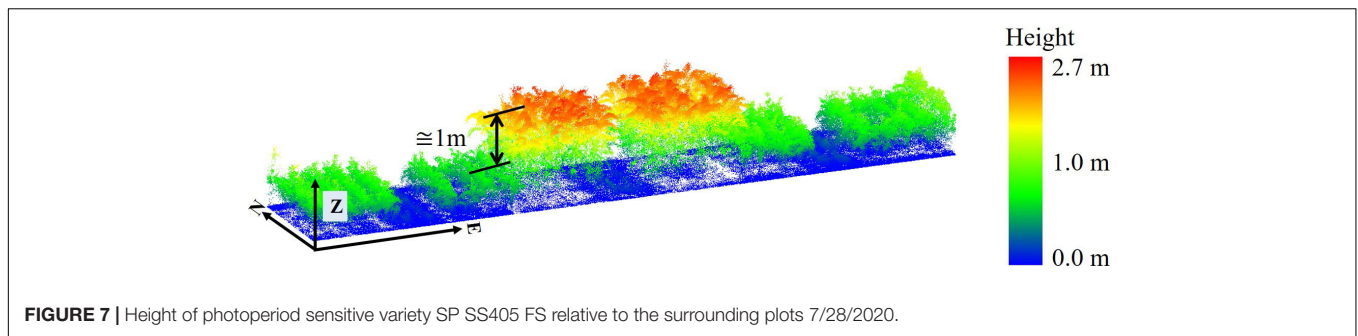 Height
2.7 m
≅1m
1.0 m
z
N
E
0.0 m
FIGURE 7 | Height of photoperiod sensitive variety SP SS405 FS relative to the surrounding plots 7/28/2020.